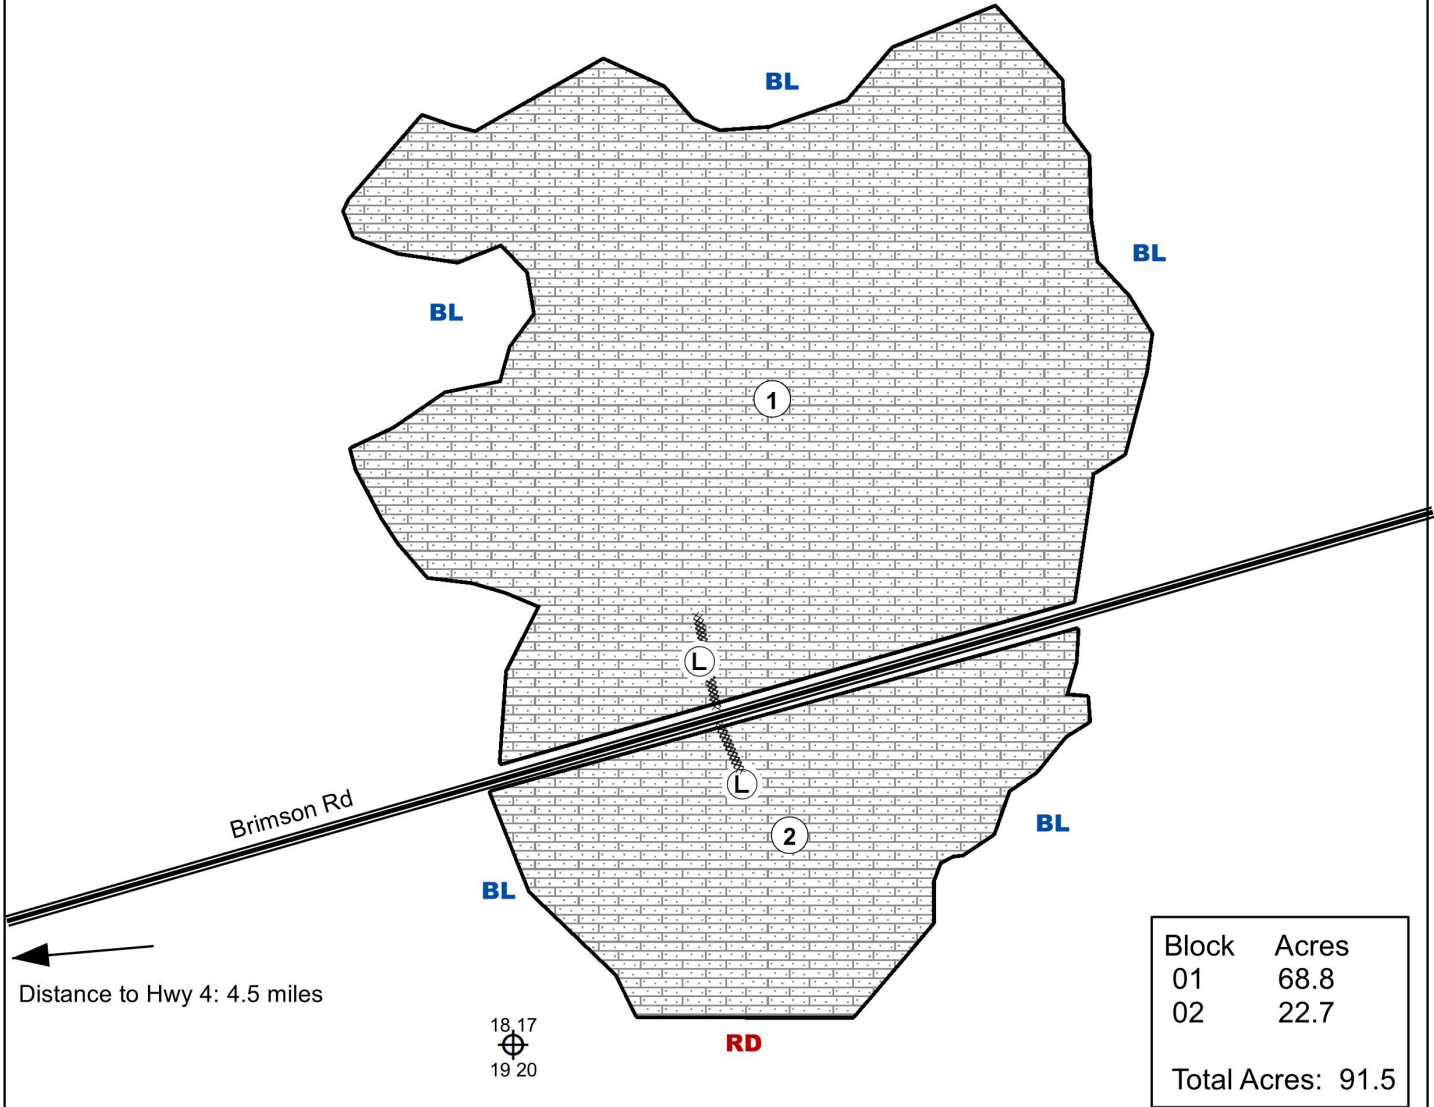 BL
BL
BL
1
L
L
Brimson Rd
2
BL
BL
Distance to Hwy 4: 4.5 miles
18 17
19 20
RD
Block Acres
01 68.8
02 22.7
Total Acres: 91.5